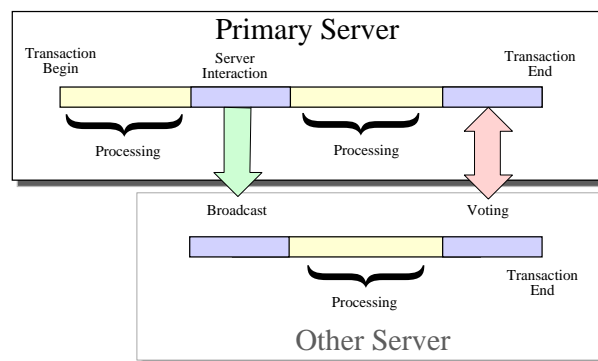 Primary Server
Transaction
Begin
Server
Interaction
Transaction
End
Processing
Processing
Broadcast
Voting
Processing
Transaction
End
Other Server